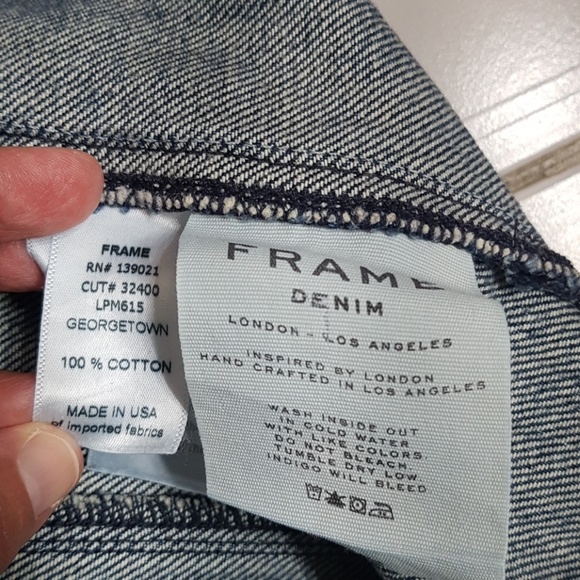 FRAME
RN# 139021
CUT# 32400
LPM615
GEORGETOWN
100 % COTTON
MADE IN USA
of imported fabrics
FRAME
DENIM
LONDON - LOS ANGELES
INSPIRED BY LONDON
HAND CRAFTED IN LOS ANGELES
WASH INSIDE OUT
IN COLD WATER
WITH LIKE COLORS
DO NOT BLEACH.
TUMBLE DRY LOW.
INDIGO WILL BLEED